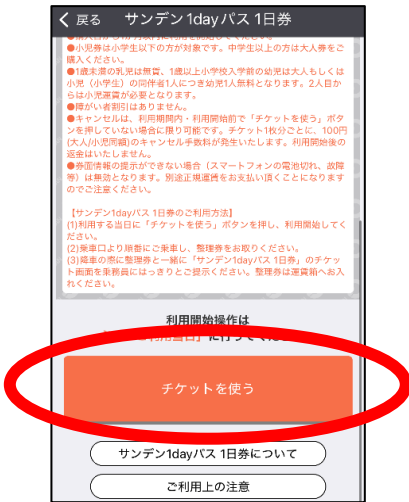 戻る サンデン1dayパス 1日券
●小児券は小学生以下の方が対象です。中学生以上の方は大人券をご
購入ください。
●1歳未満の乳児は無賃、1歳以上小学校入学前の幼児は大人もしくは
小児（小学生）の同伴者1人につき幼児1人無料となります。2人目か
らは小児運賃が必要となります。
●障がい者割引はありません。
●キャンセルは、利用期間内・利用開始前で「チケットを使う」ボタ
ンを押していない場合に限り可能です。チケット1枚分ごとに、100円
(大人/小児同額)のキャンセル手数料が発生いたします。利用開始後の
返金はいたしません。
●券面情報の提示ができない場合（スマートフォンの電池切れ、故障
等）は無効となります。別途正規運賃をお支払い頂くことになります
のでご注意ください。
【サンデン1dayパス 1日券のご利用方法】
(1)利用する当日に「チケットを使う」ボタンを押し、利用開始してく
ださい。
(2)乗車口より順番にご乗車し、整理券をお取りください。
(3)降車の際に整理券と一緒に「サンデン1dayパス 1日券」のチケッ
ト画面を乗務員にはっきりとご提示ください。整理券は運賃箱へお入
れください。
利用開始操作は
チケットを使う
サンデン1dayパス 1日券について
ご利用上の注意